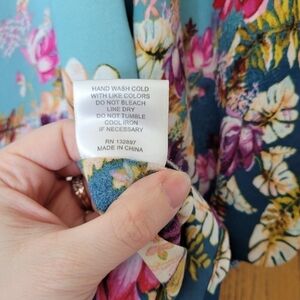 HAND WASH COLD
WITH LIKE COLORS
DO NOT BLEACH
LINE DRY
DO NOT TUMBLE
COOL IRON
IF NECESSARY
RN 132897
MADE IN CHINA